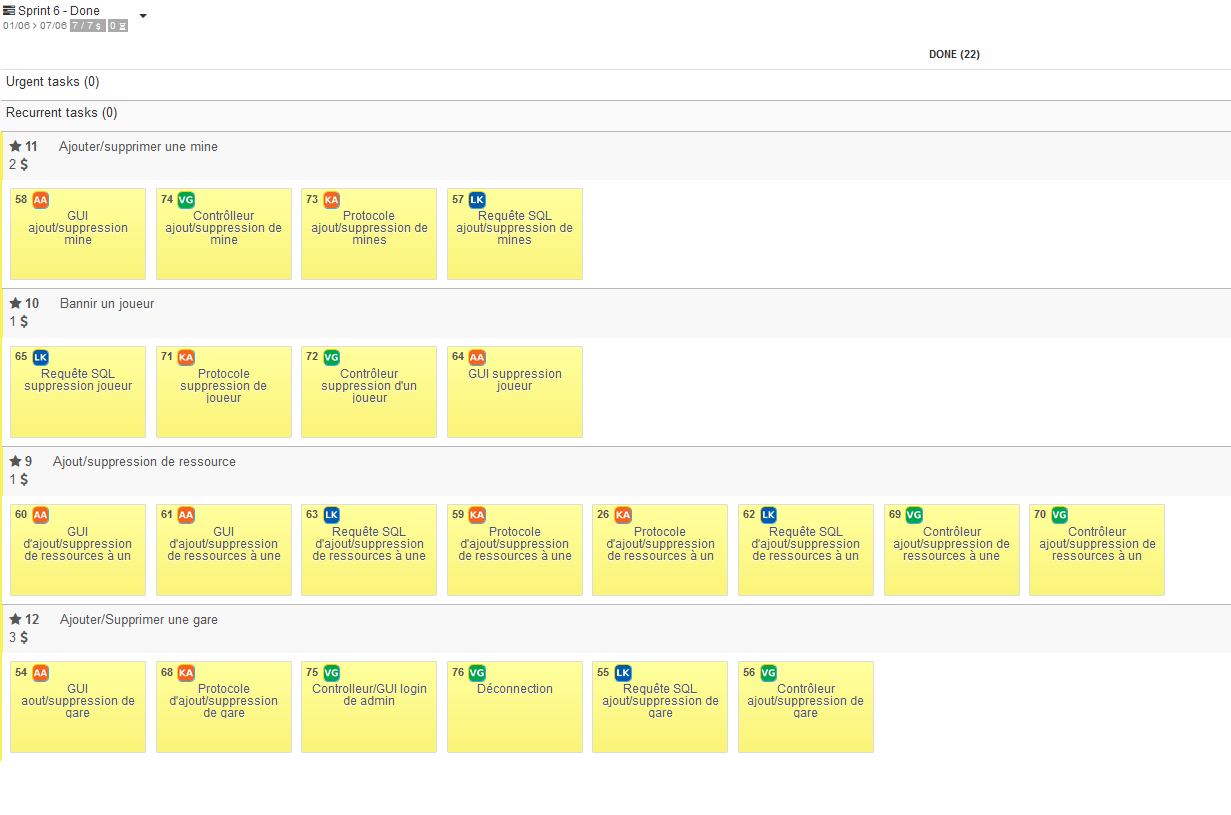 Sprint 6 - Done
01/06 > 07/06 7 / 7 $ 0
DONE (22)
Urgent tasks (0)
Recurrent tasks (0)
11 Ajouter/supprimer une mine
2 $
58 AA
GUI
ajout/suppression
mine
74 VG
Contrôlleur
ajout/suppression de
mine
73 KA
Protocole
ajout/suppression de
mines
57 LK
Requête SQL
ajout/suppression de
mines
10 Bannir un joueur
1 $
65 LK
Requête SQL
suppression joueur
71 KA
Protocole
suppression de
joueur
72 VG
Contrôleur
suppression d'un
joueur
64 AA
GUI suppression
joueur
9 Ajout/suppression de ressource
1 $
60 AA
GUI
d'ajout/suppression
de ressources à un
61 AA
GUI
d'ajout/suppression
de ressources à une
63 LK
Requête SQL
d'ajout/suppression
de ressources à une
59 KA
Protocole
d'ajout/suppression
de ressources à une
26 KA
Protocole
d'ajout/suppression
de ressources à un
62 LK
Requête SQL
d'ajout/suppression
de ressources à un
69 VG
Contrôleur
ajout/suppression de
ressources à une
70 VG
Contrôleur
ajout/suppression de
ressources à un
12 Ajouter/Supprimer une gare
3 $
54 AA
GUI
aout/suppression de
gare
68 KA
Protocole
d'ajout/suppression
de gare
75 VG
Controlleur/GUI login
de admin
76 VG
Déconnection
55 LK
Requête SQL
ajout/suppression de
gare
56 VG
Contrôleur
ajout/suppression de
gare